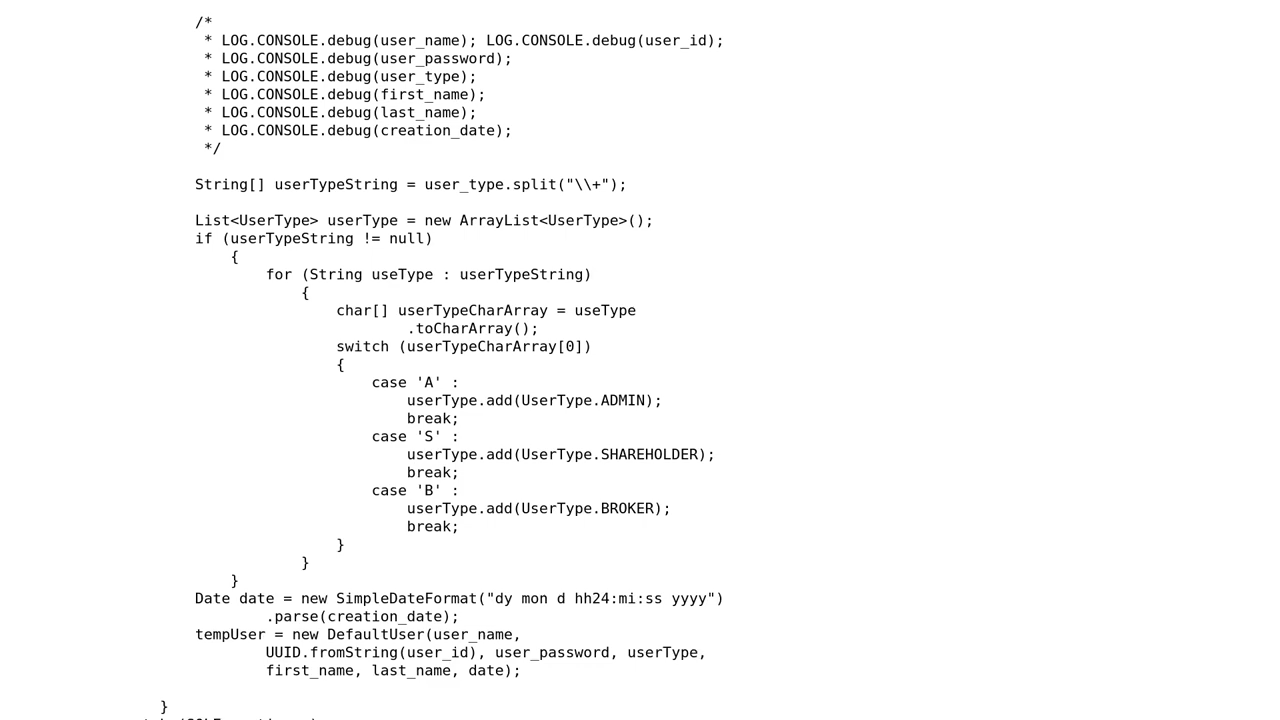 /*
 * LOG.CONSOLE.debug(user_name); LOG.CONSOLE.debug(user_id);
 * LOG.CONSOLE.debug(user_password);
 * LOG.CONSOLE.debug(user_type);
 * LOG.CONSOLE.debug(first_name);
 * LOG.CONSOLE.debug(last_name);
 * LOG.CONSOLE.debug(creation_date);
 */
String[] userTypeString = user_type.split("\\+");
List<UserType> userType = new ArrayList<UserType>();
if (userTypeString != null)
    {
        for (String useType : userTypeString)
            {
                char[] userTypeCharArray = useType
                        .toCharArray();
                switch (userTypeCharArray[0])
                {
                    case 'A' :
                        userType.add(UserType.ADMIN);
                        break;
                    case 'S' :
                        userType.add(UserType.SHAREHOLDER);
                        break;
                    case 'B' :
                        userType.add(UserType.BROKER);
                        break;
                }
            }
    }
Date date = new SimpleDateFormat("dy mon d hh24:mi:ss yyyy")
        .parse(creation_date);
tempUser = new DefaultUser(user_name,
        UUID.fromString(user_id), user_password, userType,
        first_name, last_name, date);
}